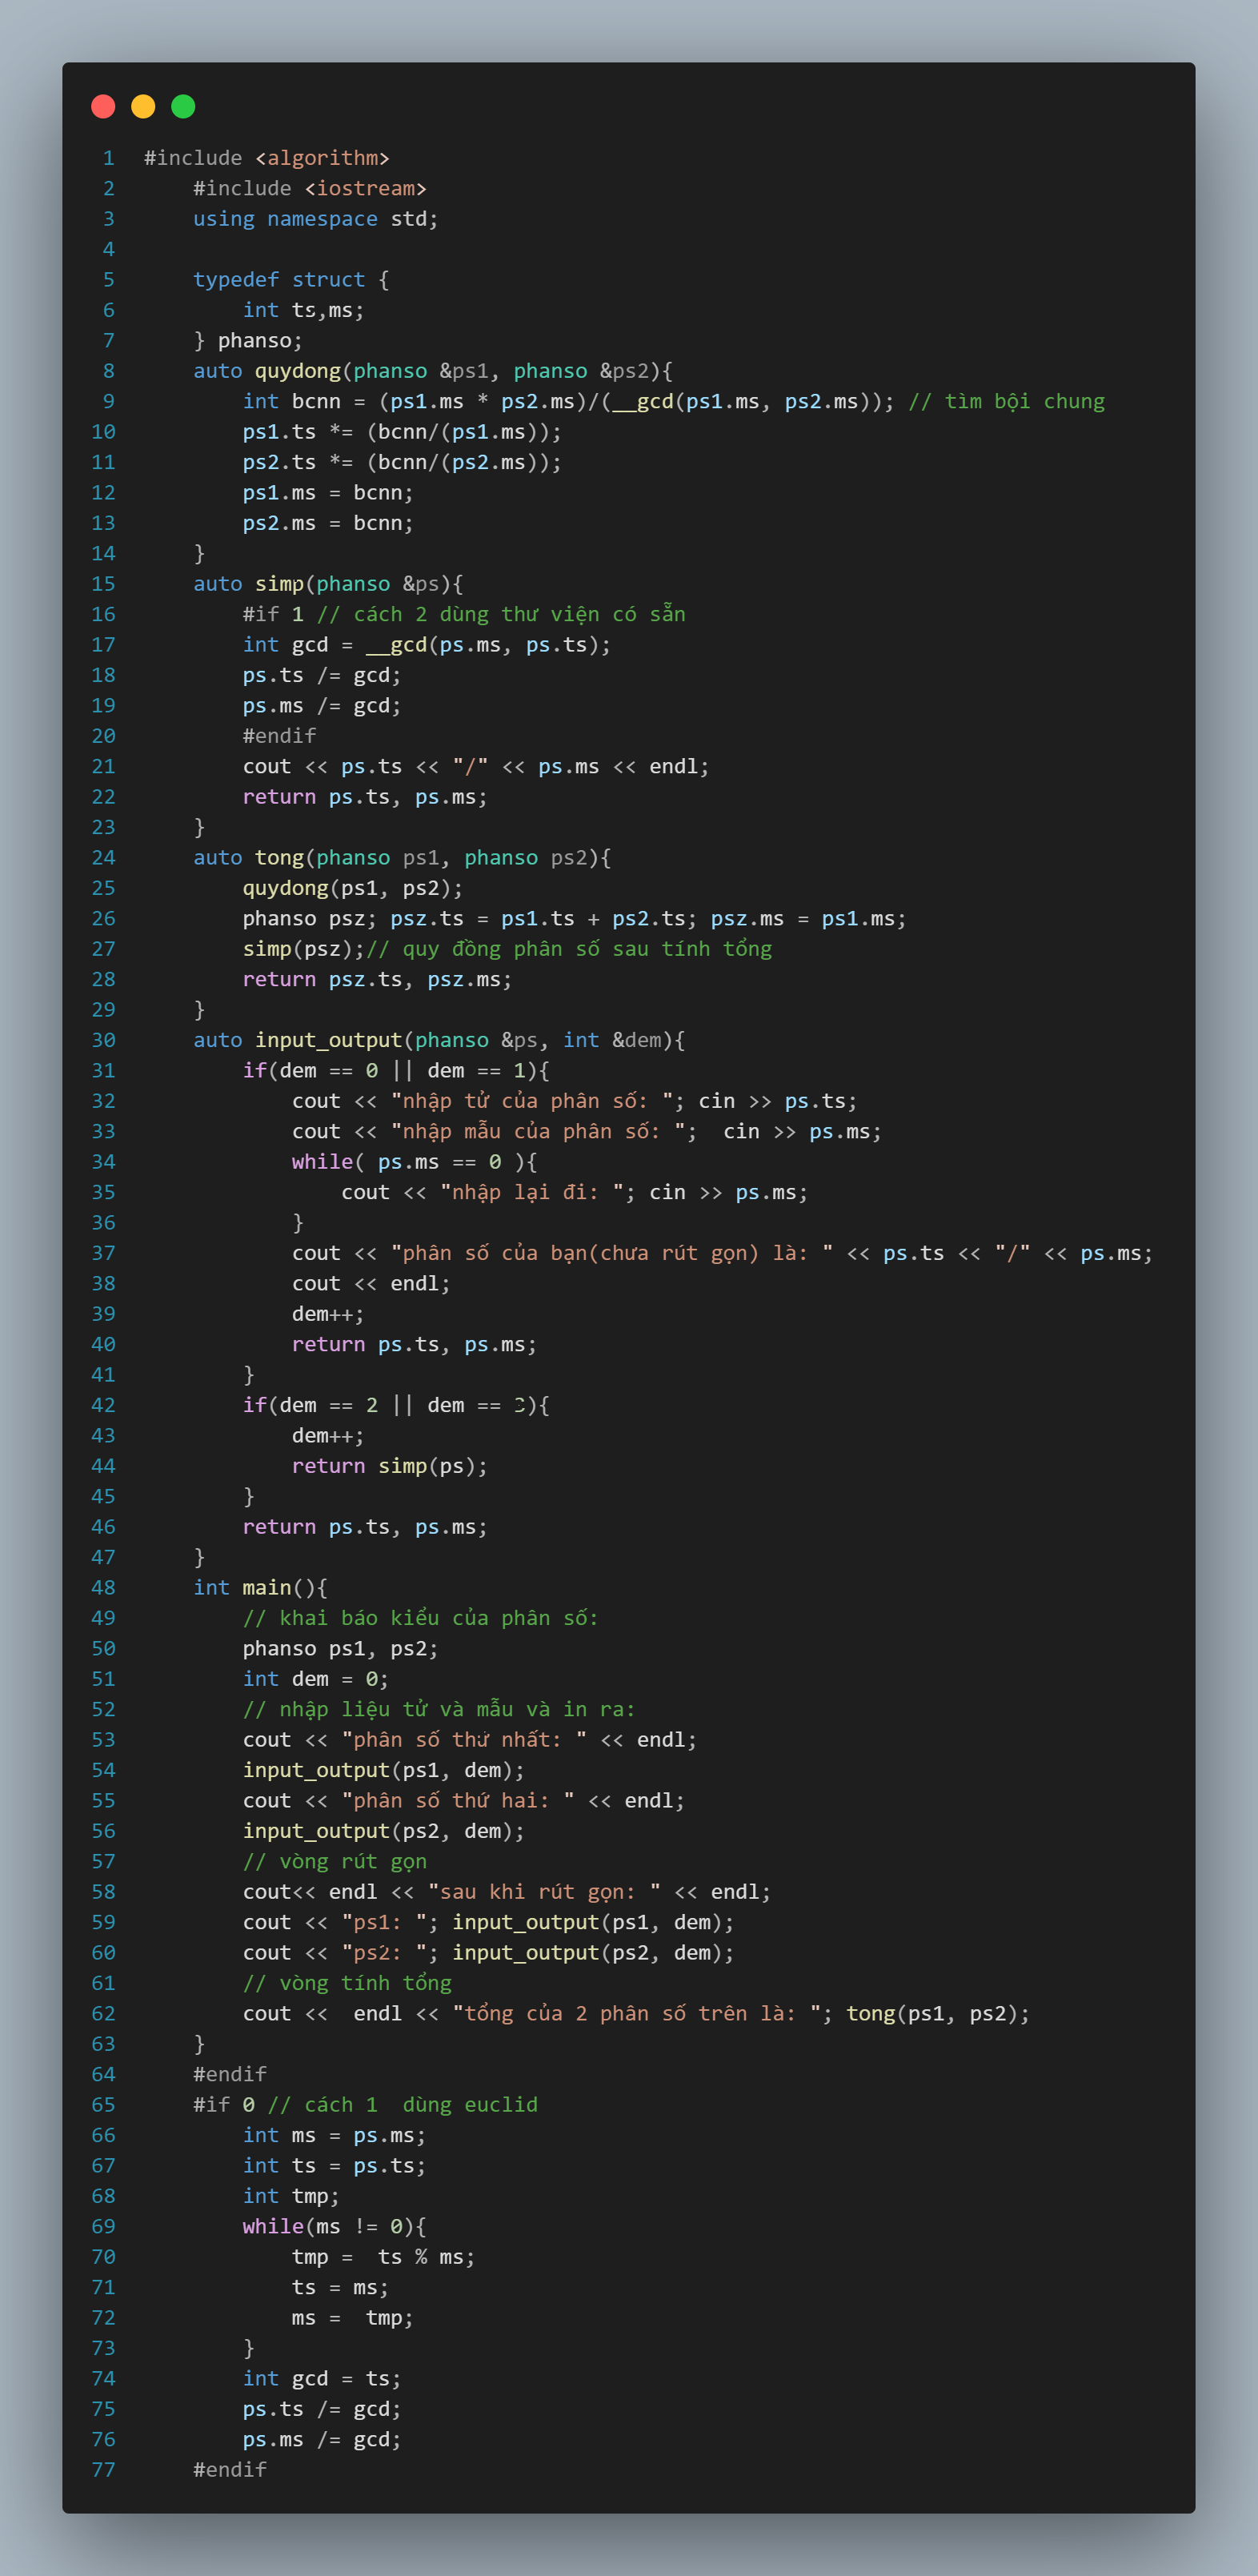 1 #include <algorithm>
2 #include <iostream>
3 using namespace std;
4
5 typedef struct {
6 int ts,ms;
7 } phanso;
8 auto quydong(phanso &ps1, phanso &ps2){
9 int bcnn = (ps1.ms * ps2.ms)/(__gcd(ps1.ms, ps2.ms)); // tìm bội chung
10 ps1.ts *= (bcnn/(ps1.ms));
11 ps2.ts *= (bcnn/(ps2.ms));
12 ps1.ms = bcnn;
13 ps2.ms = bcnn;
14 }
15 auto simp(phanso &ps){
16 #if 1 // cách 2 dùng thư viện có sẵn
17 int gcd = __gcd(ps.ms, ps.ts);
18 ps.ts /= gcd;
19 ps.ms /= gcd;
20 #endif
21 cout << ps.ts << "/" << ps.ms << endl;
22 return ps.ts, ps.ms;
23 }
24 auto tong(phanso ps1, phanso ps2){
25 quydong(ps1, ps2);
26 phanso psz; psz.ts = ps1.ts + ps2.ts; psz.ms = ps1.ms;
27 simp(psz);// quy đồng phân số sau tính tổng
28 return psz.ts, psz.ms;
29 }
30 auto input_output(phanso &ps, int &dem){
31 if(dem == 0 || dem == 1){
32 cout << "nhập tử của phân số: "; cin >> ps.ts;
33 cout << "nhập mẫu của phân số: ";  cin >> ps.ms;
34 while( ps.ms == 0 ){
35 cout << "nhập lại đi: "; cin >> ps.ms;
36 }
37 cout << "phân số của bạn(chưa rút gọn) là: " << ps.ts << "/" << ps.ms;
38 cout << endl;
39 dem++;
40 return ps.ts, ps.ms;
41 }
42 if(dem == 2 || dem == 3){
43 dem++;
44 return simp(ps);
45 }
46 return ps.ts, ps.ms;
47 }
48 int main(){
49 // khai báo kiểu của phân số:
50 phanso ps1, ps2;
51 int dem = 0;
52 // nhập liệu tử và mẫu và in ra:
53 cout << "phân số thứ nhất: " << endl;
54 input_output(ps1, dem);
55 cout << "phân số thứ hai: " << endl;
56 input_output(ps2, dem);
57 // vòng rút gọn
58 cout<< endl << "sau khi rút gọn: " << endl;
59 cout << "ps1: "; input_output(ps1, dem);
60 cout << "ps2: "; input_output(ps2, dem);
61 // vòng tính tổng
62 cout <<  endl << "tổng của 2 phân số trên là: "; tong(ps1, ps2);
63 }
64 #endif
65 #if 0 // cách 1  dùng euclid
66 int ms = ps.ms;
67 int ts = ps.ts;
68 int tmp;
69 while(ms != 0){
70 tmp =  ts % ms;
71 ts = ms;
72 ms =  tmp;
73 }
74 int gcd = ts;
75 ps.ts /= gcd;
76 ps.ms /= gcd;
77 #endif